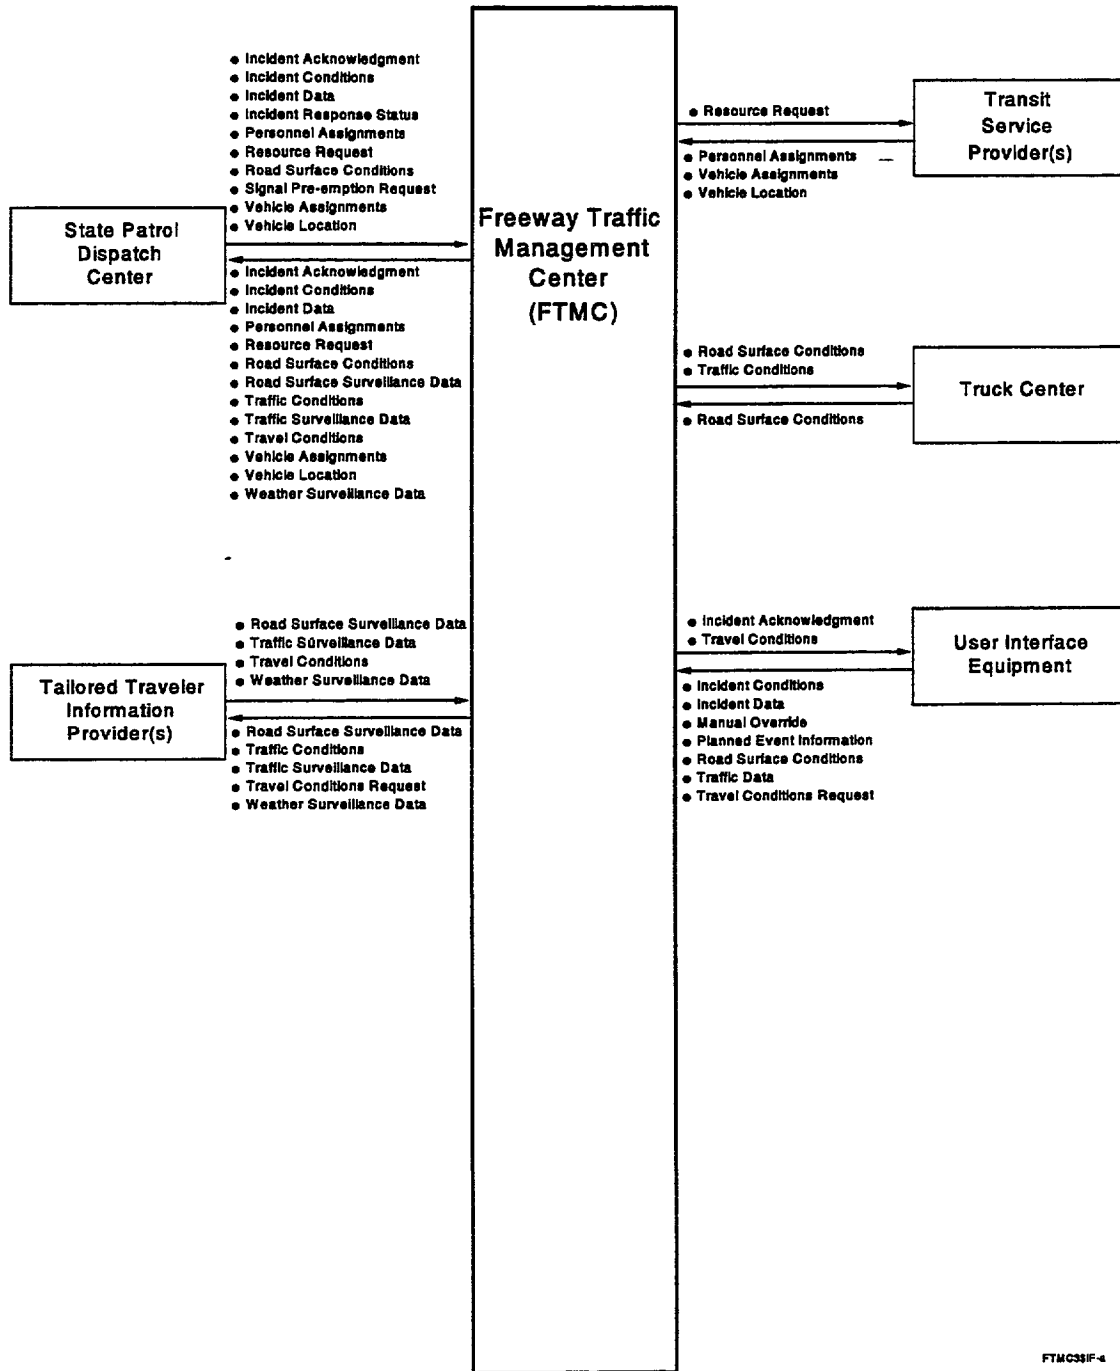 ● Incident Acknowledgment
● Incident Conditions
● Incident Data
● Incident Response Status
● Personnel Assignments
● Resource Request
● Road Surface Conditions
● Signal Pre-emption Request
● Vehicle Assignments
● Vehicle Location
State Patrol
Dispatch
Center
● Incident Acknowledgment
● Incident Conditions
● Incident Data
● Personnel Assignments
● Resource Request
● Road Surface Conditions
● Road Surface Surveillance Data
● Traffic Conditions
● Traffic Surveillance Data
● Travel Conditions
● Vehicle Assignments
● Vehicle Location
● Weather Surveillance Data
● Road Surface Surveillance Data
● Traffic Surveillance Data
● Travel Conditions
● Weather Surveillance Data
Tailored Traveler
Information
Provider(s)
● Road Surface Surveillance Data
● Traffic Conditions
● Traffic Surveillance Data
● Travel Conditions Request
● Weather Surveillance Data
Freeway Traffic
Management
Center
(FTMC)
● Resource Request
Transit
Service
Provider(s)
● Personnel Assignments
● Vehicle Assignments
● Vehicle Location
● Road Surface Conditions
● Traffic Conditions
Truck Center
● Road Surface Conditions
● Incident Acknowledgment
● Travel Conditions
User Interface
Equipment
● Incident Conditions
● Incident Data
● Manual Override
● Planned Event Information
● Road Surface Conditions
● Traffic Data
● Travel Conditions Request